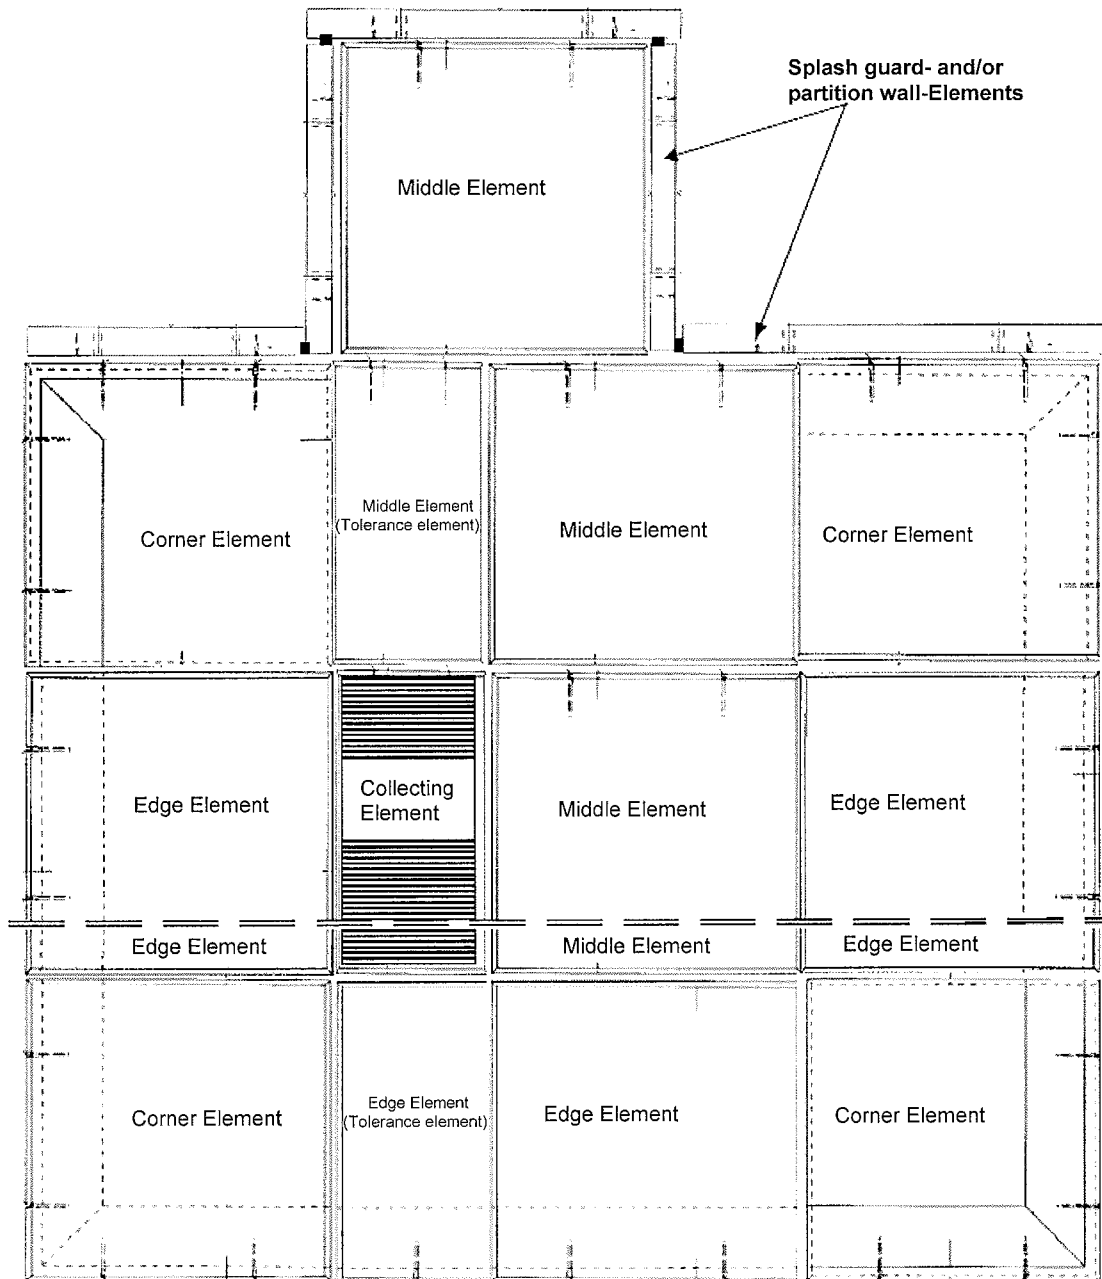 Splash guard- and/or
partition wall-Elements
Middle Element
Corner Element
Middle Element
(Tolerance element)
Middle Element
Corner Element
Edge Element
Collecting
Element
Middle Element
Edge Element
Edge Element
Middle Element
Edge Element
Corner Element
Edge Element
(Tolerance element)
Edge Element
Corner Element